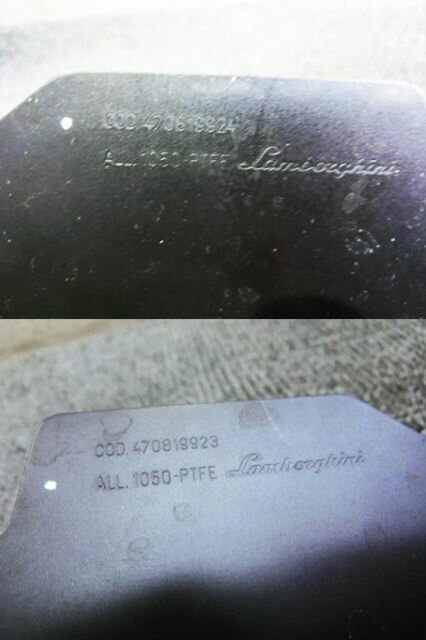 COD. 470819924
ALL. 1050-PTFE Lamborghini
COD. 470819923
ALL. 1050-PTFE Lamborghini